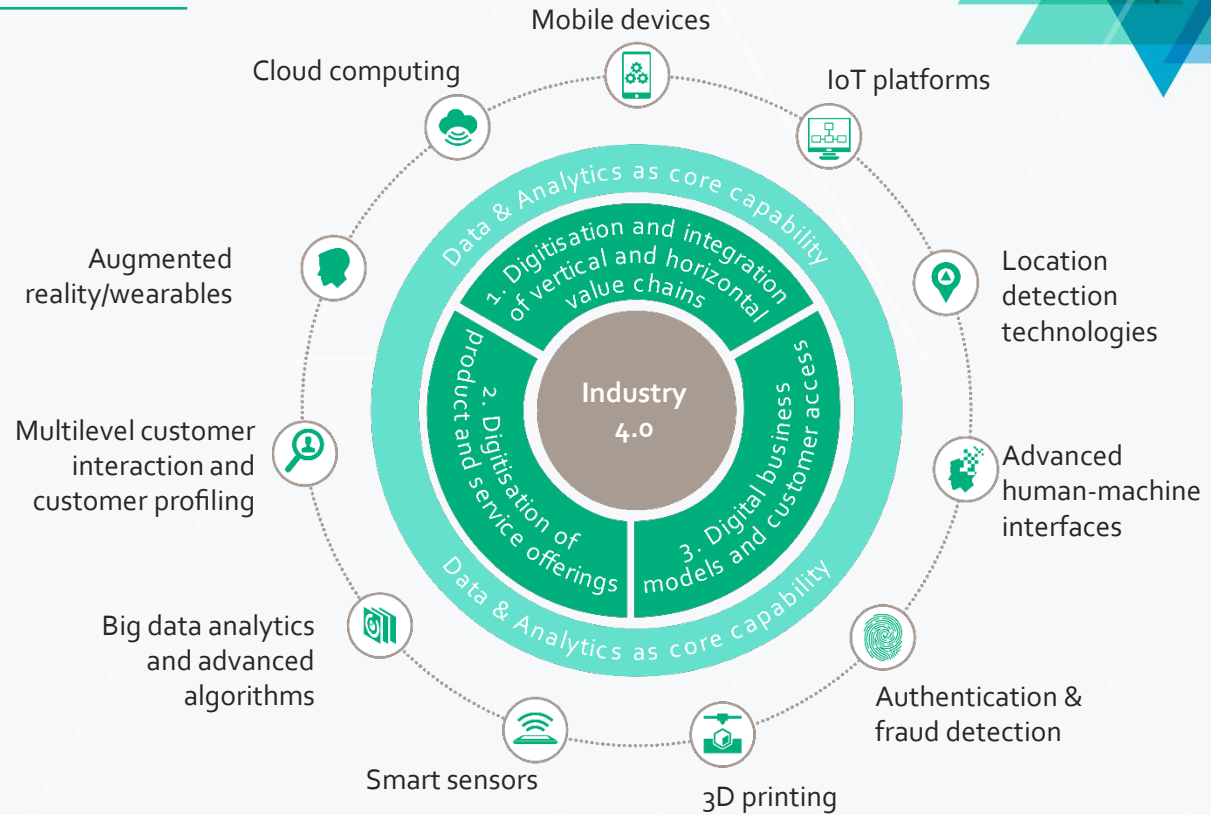 Mobile devices
Cloud computing
IoT platforms
Data & Analytics as core capability
1. Digitisation and integration
of vertical and horizontal
value chains
Augmented
reality/wearables
Location
detection
technologies
Industry
4.0
2. Digitisation of
product and service offerings
3. Digital business
models and customer access
Multilevel customer
interaction and
customer profiling
Advanced
human-machine
interfaces
Data & Analytics as core capability
Big data analytics
and advanced
algorithms
Authentication &
fraud detection
Smart sensors
3D printing